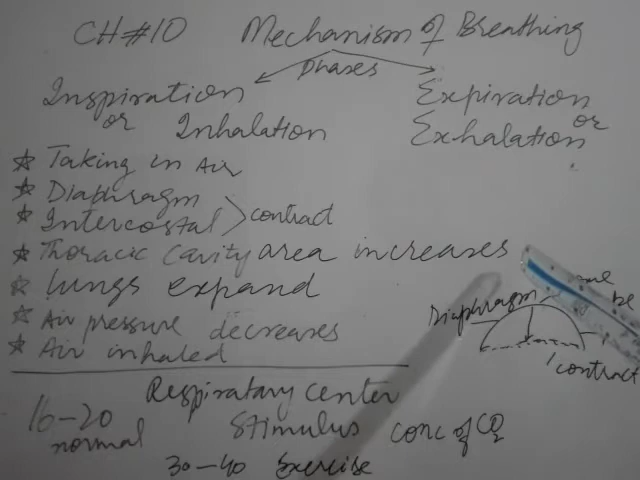 CH#10 Mechanism of Breathing
Phases
Inspiration
or Inhalation
Expiration
or
Exhalation
☆ Taking in Air
☆ Diaphragm
☆ Intercostal > contract
☆ Thoracic Cavity area increases
☆ lungs expand
☆ Air pressure decreases
☆ Air inhaled
Diaphragm
contract
Respiratary center
16-20
normal
Stimulus conc of CO2
30-40 Exercise